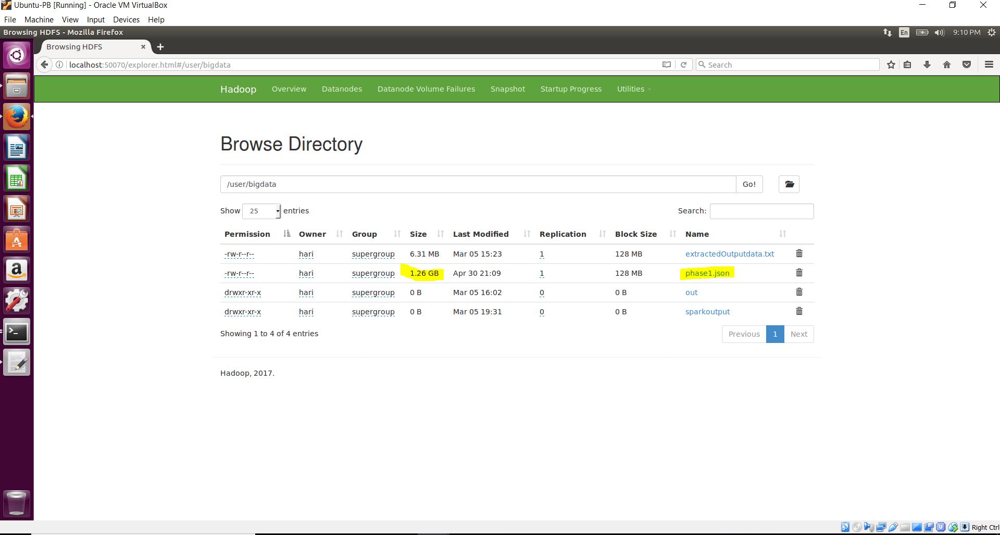 Ubuntu-PB [Running] - Oracle VM VirtualBox
File Machine View Input Devices Help
Browsing HDFS - Mozilla Firefox En 9:10 PM
Browsing HDFS
localhost:50070/explorer.html#/user/bigdata Search
Hadoop Overview Datanodes Datanode Volume Failures Snapshot Startup Progress Utilities
Browse Directory
/user/bigdata Go!
Show 25 entries Search:
Permission Owner Group Size Last Modified Replication Block Size Name
-rw-r--r-- hari supergroup 6.31 MB Mar 05 15:23 1 128 MB extractedOutputdata.txt
-rw-r--r-- hari supergroup 1.26 GB Apr 30 21:09 1 128 MB phase1.json
drwxr-xr-x hari supergroup 0 B Mar 05 16:02 0 0 B out
drwxr-xr-x hari supergroup 0 B Mar 05 19:31 0 0 B sparkoutput
Showing 1 to 4 of 4 entries Previous 1 Next
Hadoop, 2017.
Right Ctrl